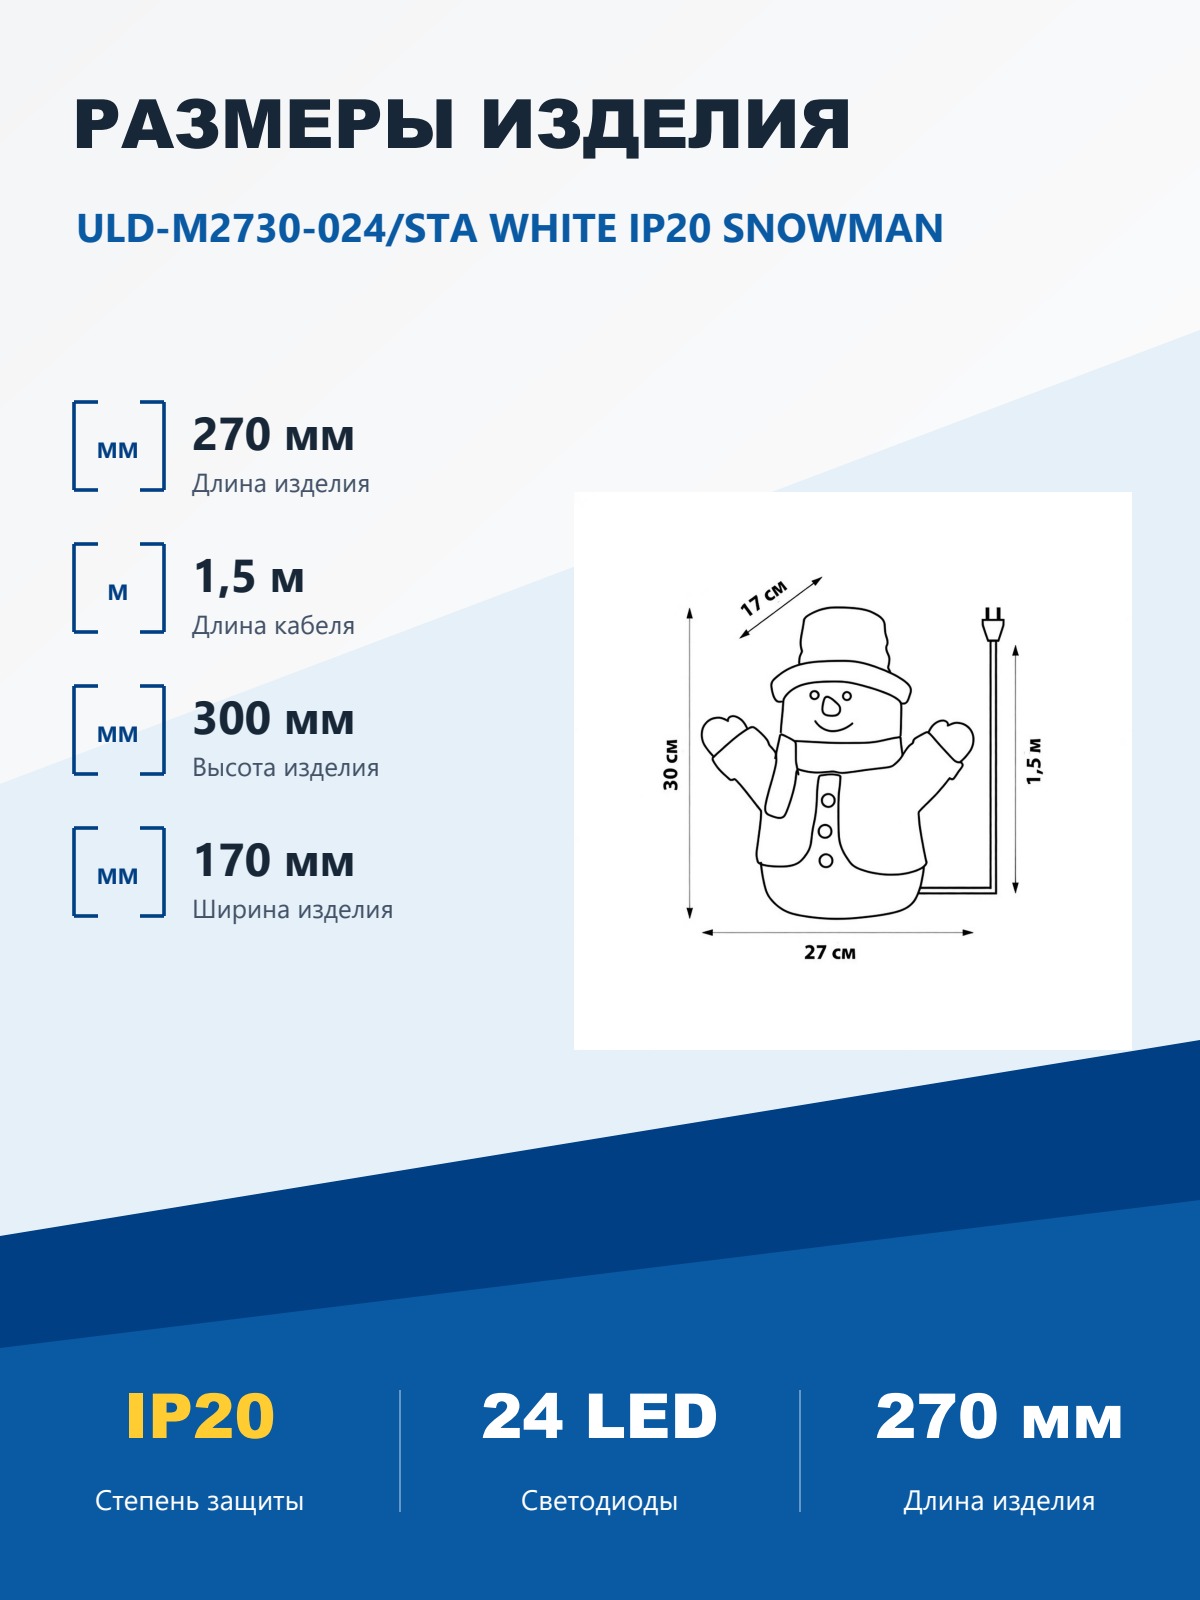 РАЗМЕРЫ ИЗДЕЛИЯ
ULD-M2730-024/STA WHITE IP20 SNOWMAN
мм
270 мм
Длина изделия
м
1,5 м
Длина кабеля
мм
300 мм
Высота изделия
мм
170 мм
Ширина изделия
17 см
30 см
1,5 м
27 см
IP20
Степень защиты
24 LED
Светодиоды
270 мм
Длина изделия